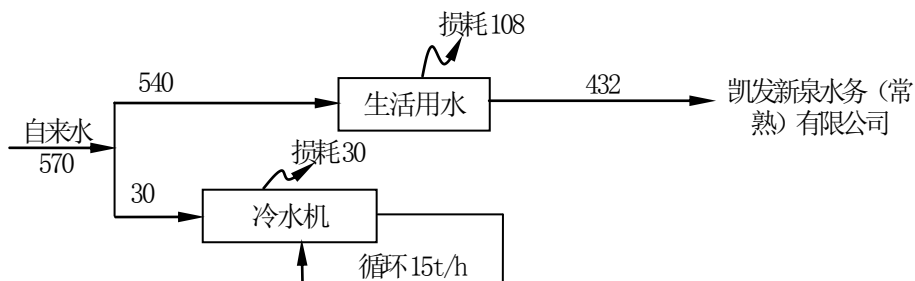 损耗108
540
生活用水
432
凯发新泉水务（常
熟）有限公司
自来水
570
损耗30
30
冷水机
循环15t/h